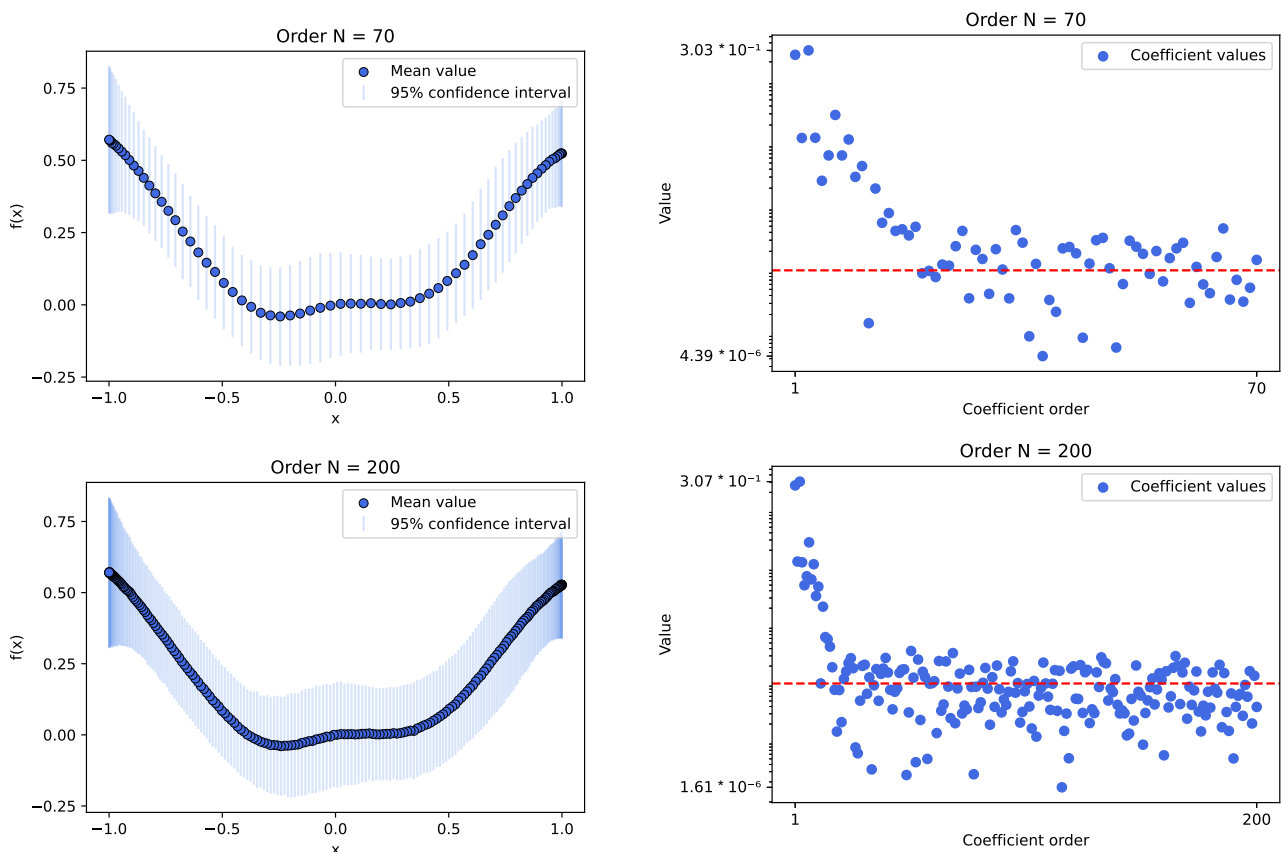 Order N = 70
f(x)
0.75
0.50
0.25
0.00
−0.25
−1.0
−0.5
0.0
0.5
1.0
x
Mean value
95% confidence interval
Order N = 70
Value
3.03 * 10⁻¹
4.39 * 10⁻⁶
1
70
Coefficient order
Coefficient values
Order N = 200
f(x)
0.75
0.50
0.25
0.00
−0.25
−1.0
−0.5
0.0
0.5
1.0
x
Mean value
95% confidence interval
Order N = 200
Value
3.07 * 10⁻¹
1.61 * 10⁻⁶
1
200
Coefficient order
Coefficient values